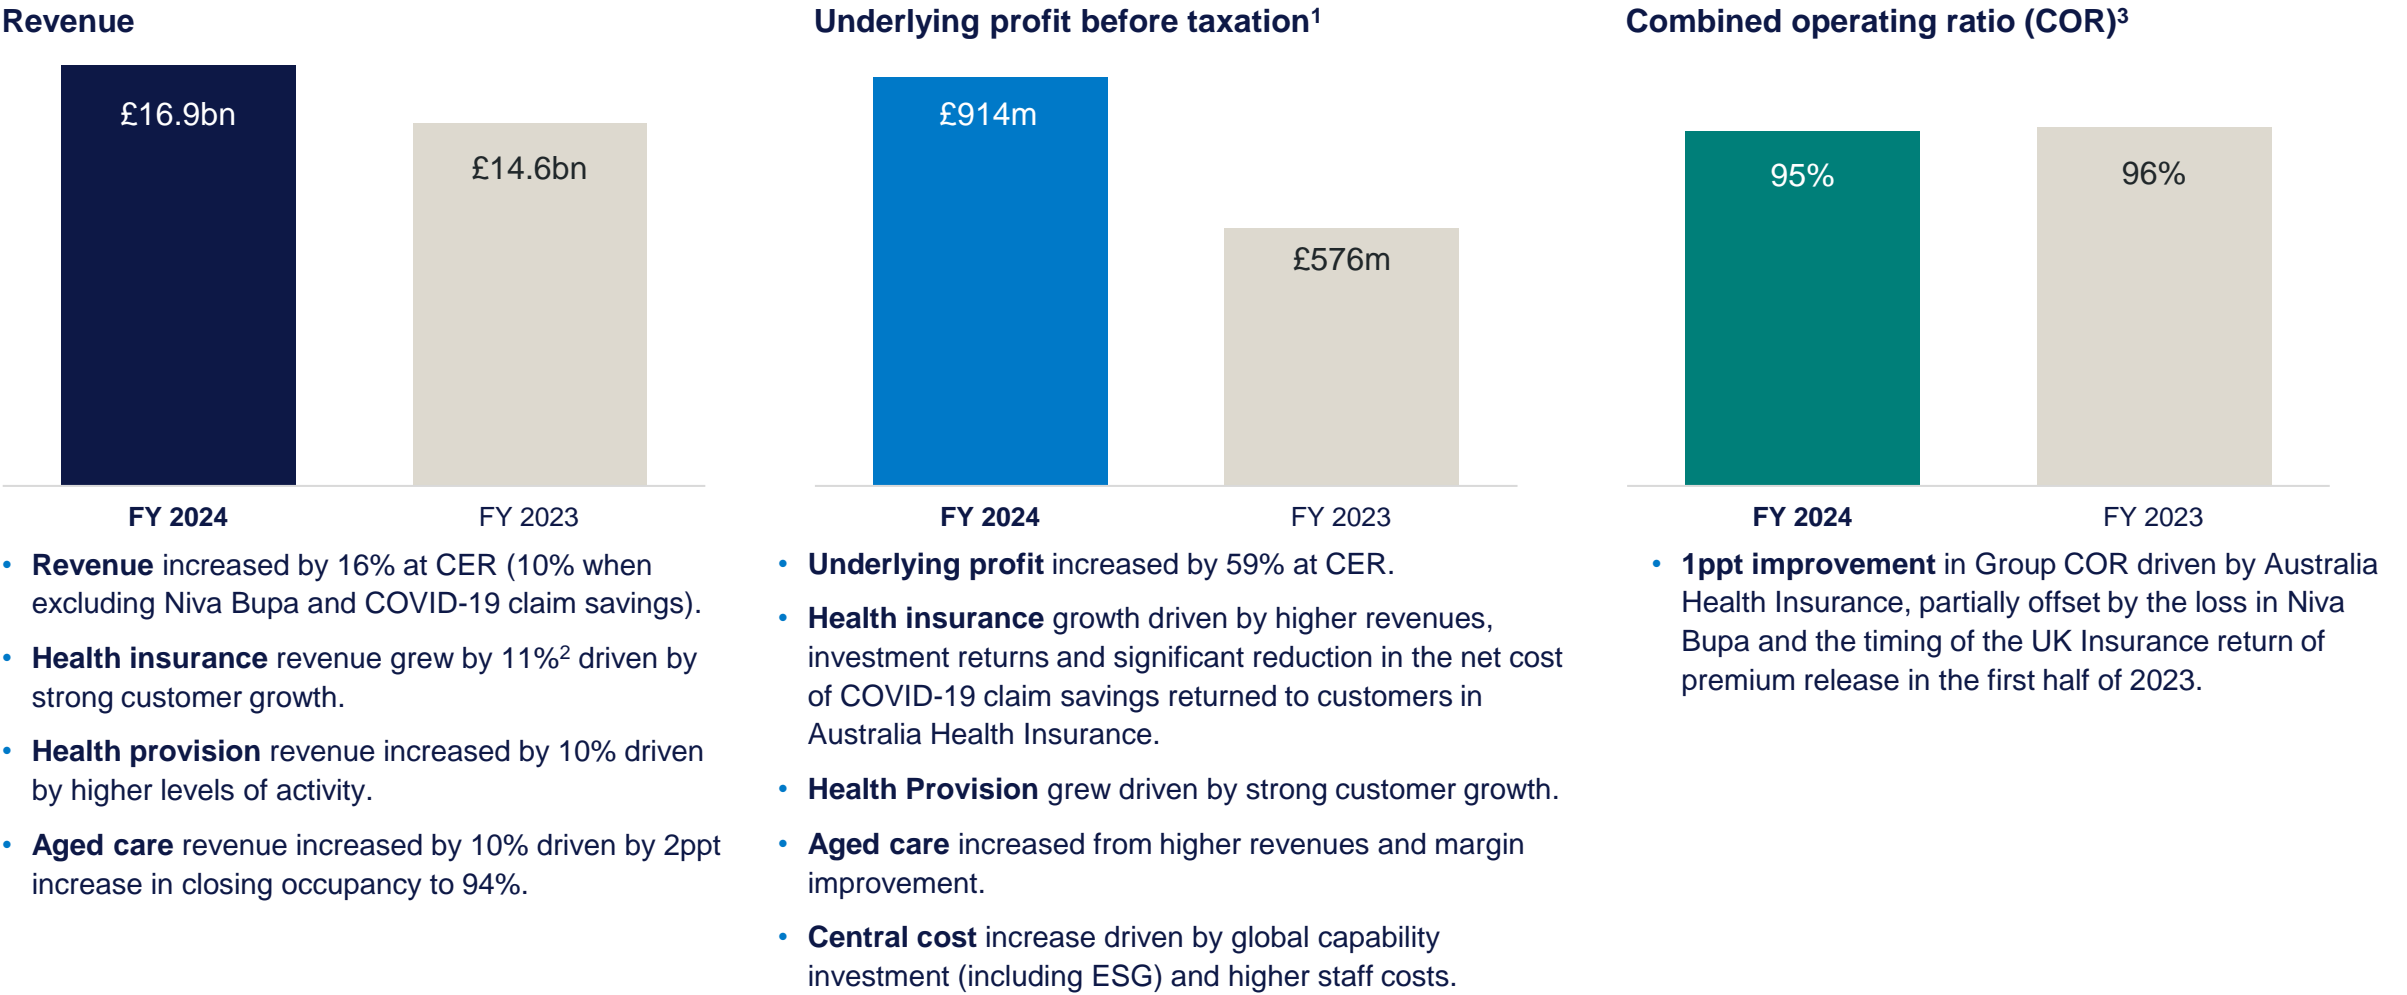 Revenue
£16.9bn
£14.6bn
FY 2024
FY 2023
• Revenue increased by 16% at CER (10% when
excluding Niva Bupa and COVID-19 claim savings).
• Health insurance revenue grew by 11%² driven by
strong customer growth.
• Health provision revenue increased by 10% driven
by higher levels of activity.
• Aged care revenue increased by 10% driven by 2ppt
increase in closing occupancy to 94%.
Underlying profit before taxation¹
£914m
£576m
FY 2024
FY 2023
• Underlying profit increased by 59% at CER.
• Health insurance growth driven by higher revenues,
investment returns and significant reduction in the net cost
of COVID-19 claim savings returned to customers in
Australia Health Insurance.
• Health Provision grew driven by strong customer growth.
• Aged care increased from higher revenues and margin
improvement.
• Central cost increase driven by global capability
investment (including ESG) and higher staff costs.
Combined operating ratio (COR)³
95%
96%
FY 2024
FY 2023
• 1ppt improvement in Group COR driven by Australia
Health Insurance, partially offset by the loss in Niva
Bupa and the timing of the UK Insurance return of
premium release in the first half of 2023.